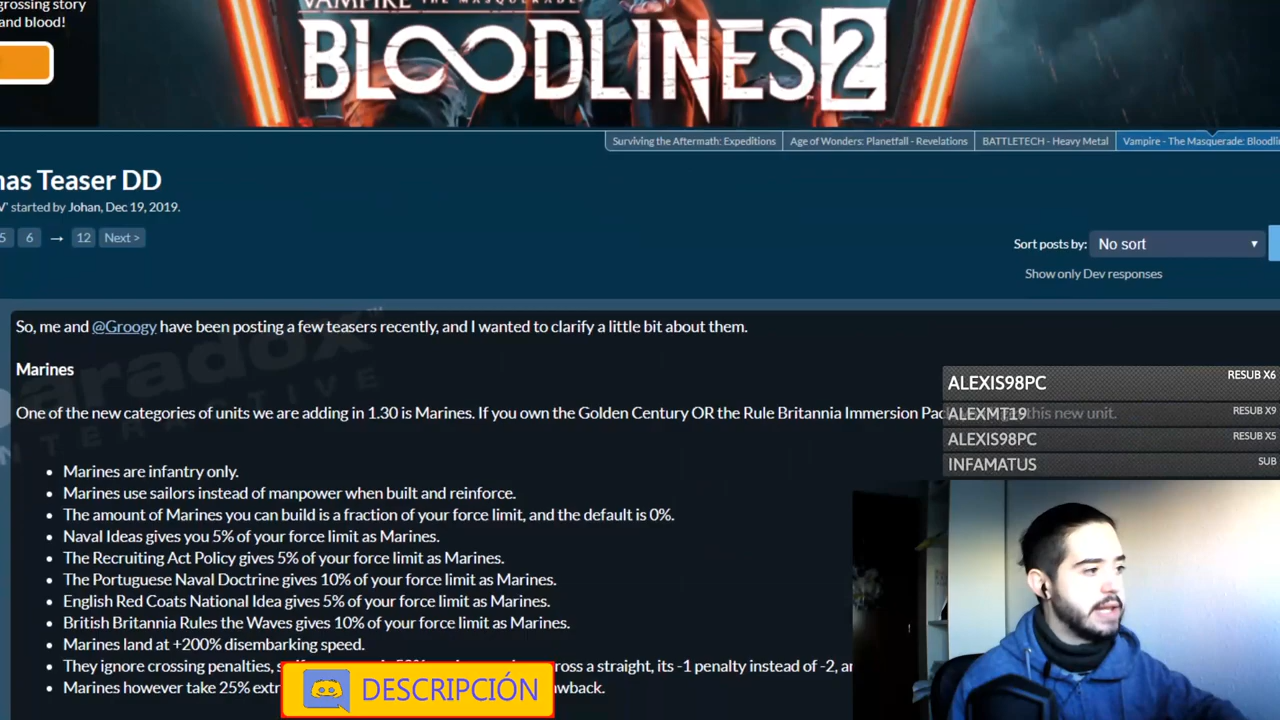 grossing story
and blood!
VAMPIRE THE MASQUERADE
BLOODLINES 2
Surviving the Aftermath: Expeditions
Age of Wonders: Planetfall - Revelations
BATTLETECH - Heavy Metal
Vampire - The Masquerade: Bloodli
nas Teaser DD
V' started by Johan, Dec 19, 2019.
5 6 → 12 Next >
Sort posts by: No sort
Show only Dev responses
paradox™
INTERACTIVE
So, me and @Groogy have been posting a few teasers recently, and I wanted to clarify a little bit about them.
Marines
One of the new categories of units we are adding in 1.30 is Marines. If you own the Golden Century OR the Rule Britannia Immersion Pac this new unit.
• Marines are infantry only.
• Marines use sailors instead of manpower when built and reinforce.
• The amount of Marines you can build is a fraction of your force limit, and the default is 0%.
• Naval Ideas gives you 5% of your force limit as Marines.
• The Recruiting Act Policy gives 5% of your force limit as Marines.
• The Portuguese Naval Doctrine gives 10% of your force limit as Marines.
• English Red Coats National Idea gives 5% of your force limit as Marines.
• British Britannia Rules the Waves gives 10% of your force limit as Marines.
• Marines land at +200% disembarking speed.
• They ignore crossing penalties, ross a straight, its -1 penalty instead of -2, ar
• Marines however take 25% extr wback.
ALEXIS98PC RESUB X6
ALEXMT19 RESUB X9
ALEXIS98PC RESUB X5
INFAMATUS SUB
DESCRIPCIÓN